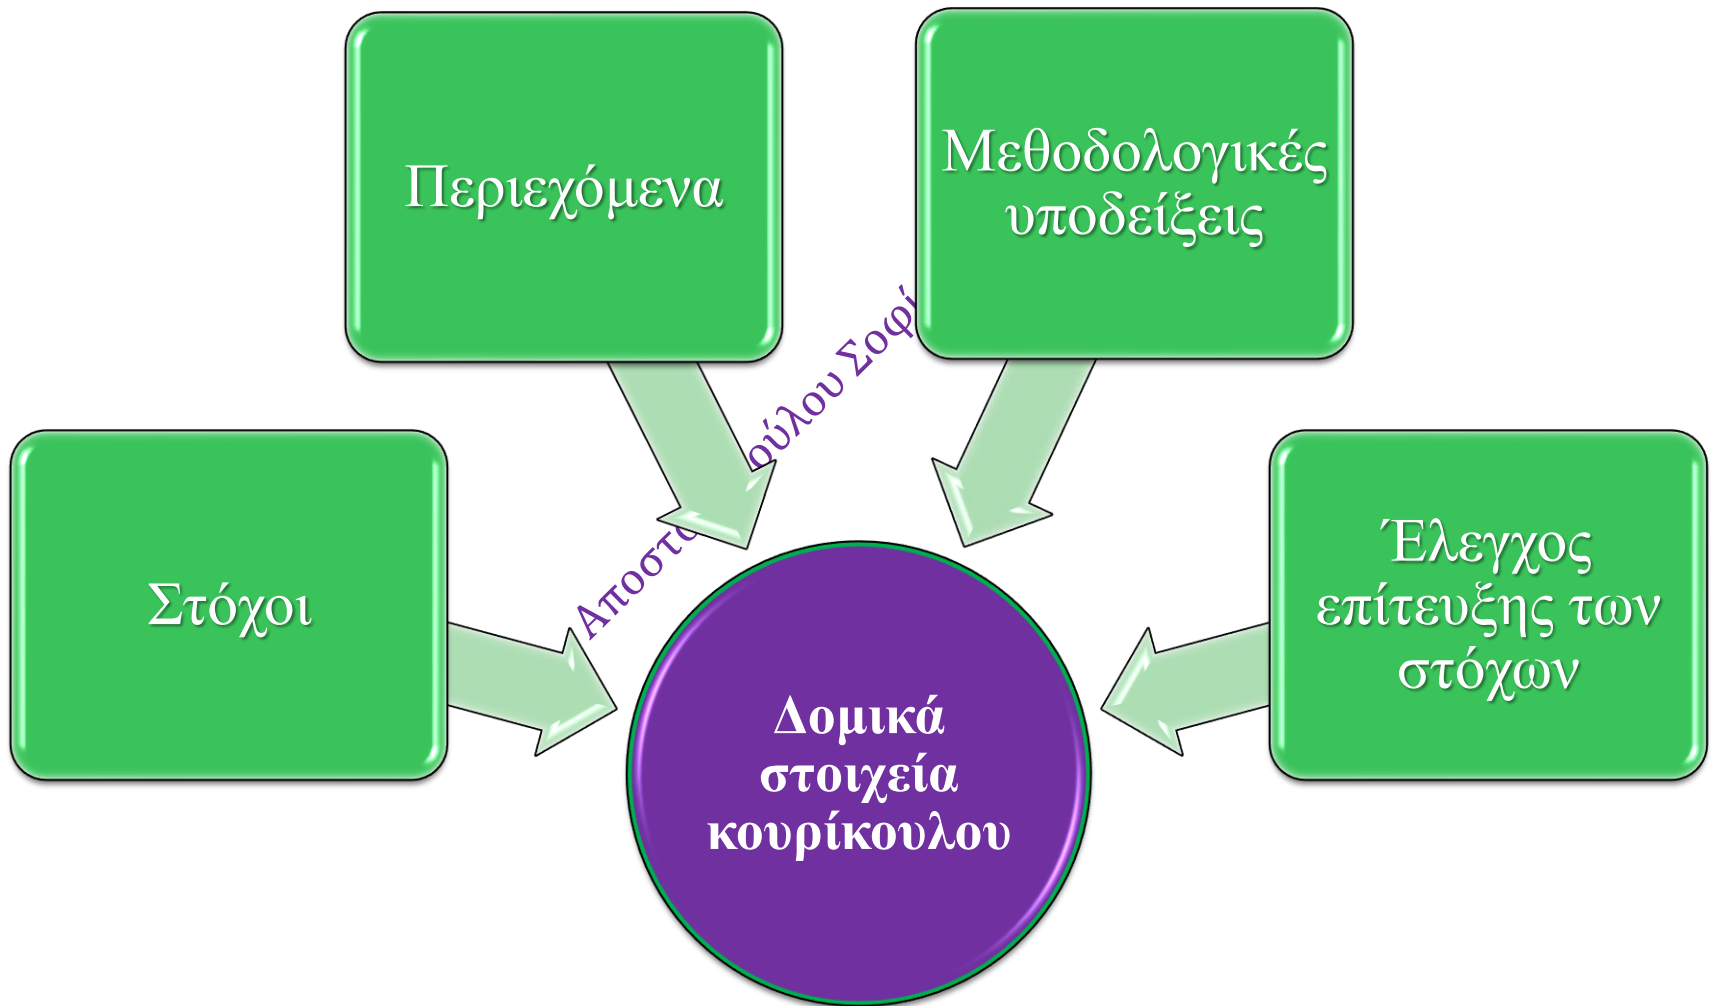 Περιεχόμενα
Μεθοδολογικές
υποδείξεις
Στόχοι
Έλεγχος
επίτευξης των
στόχων
Δομικά
στοιχεία
κουρίκουλου